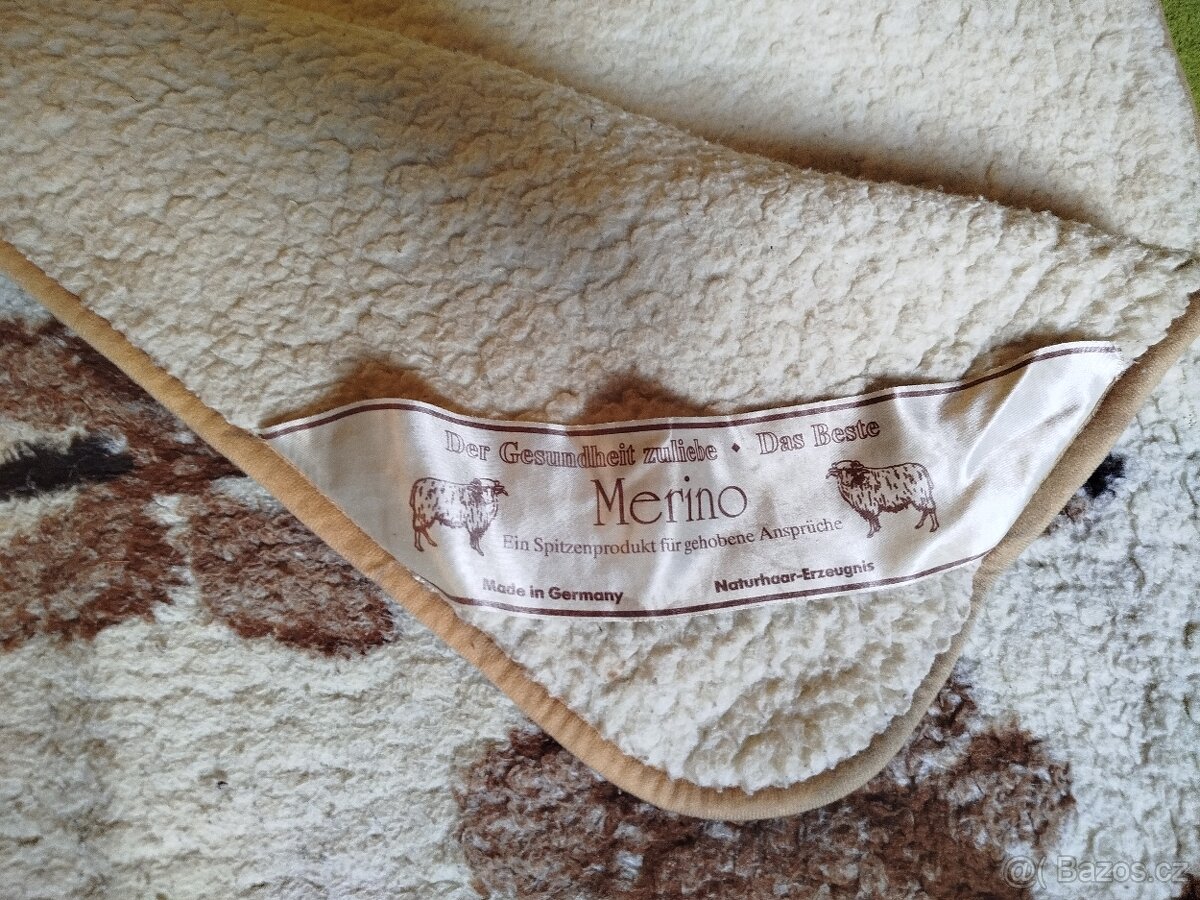 Der Gesundheit zuliebe • Das Beste
Merino
Ein Spitzenprodukt für gehobene Ansprüche
Made in Germany Naturhaar-Erzeugnis
@( Bazos.cz